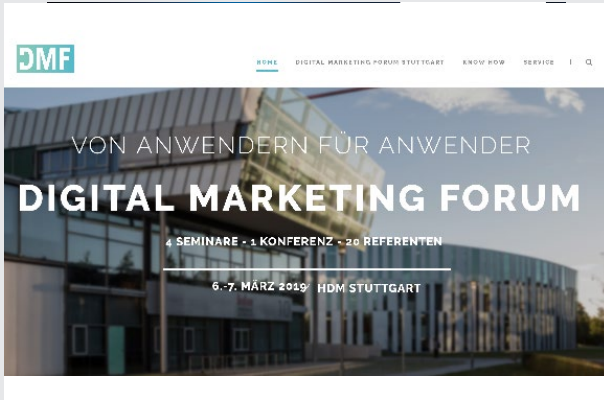 DMF
HOME DIGITAL MARKETING FORUM STUTTGART KNOW HOW SERVICE
VON ANWENDERN FÜR ANWENDER
DIGITAL MARKETING FORUM
4 SEMINARE - 1 KONFERENZ - 20 REFERENTEN
6.-7. MÄRZ 2019 HDM STUTTGART